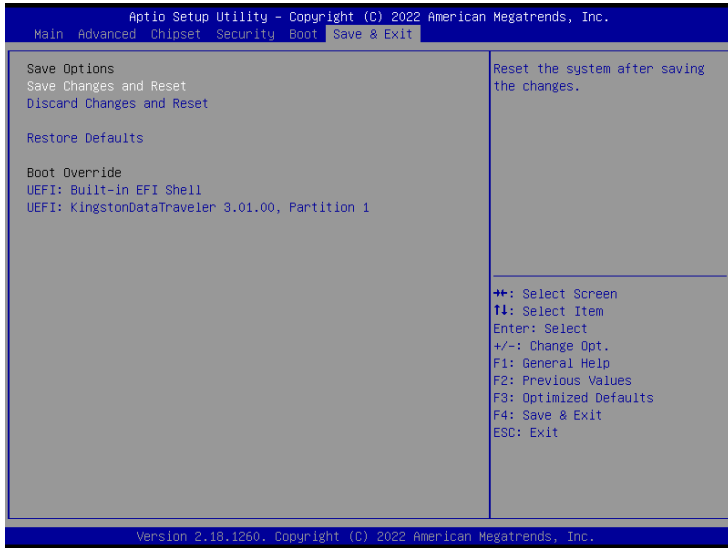 Aptio Setup Utility – Copyright (C) 2022 American Megatrends, Inc.
Main Advanced Chipset Security Boot Save & Exit
Save Options
Save Changes and Reset
Discard Changes and Reset
Restore Defaults
Boot Override
UEFI: Built-in EFI Shell
UEFI: KingstonDataTraveler 3.01.00, Partition 1
Reset the system after saving
the changes.
→←: Select Screen
↑↓: Select Item
Enter: Select
+/-: Change Opt.
F1: General Help
F2: Previous Values
F3: Optimized Defaults
F4: Save & Exit
ESC: Exit
Version 2.18.1260. Copyright (C) 2022 American Megatrends, Inc.